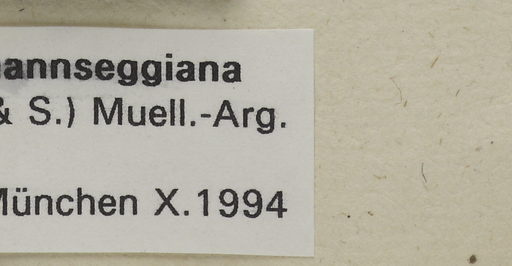 annseggiana
& S.) Muell.-Arg.
München X.1994